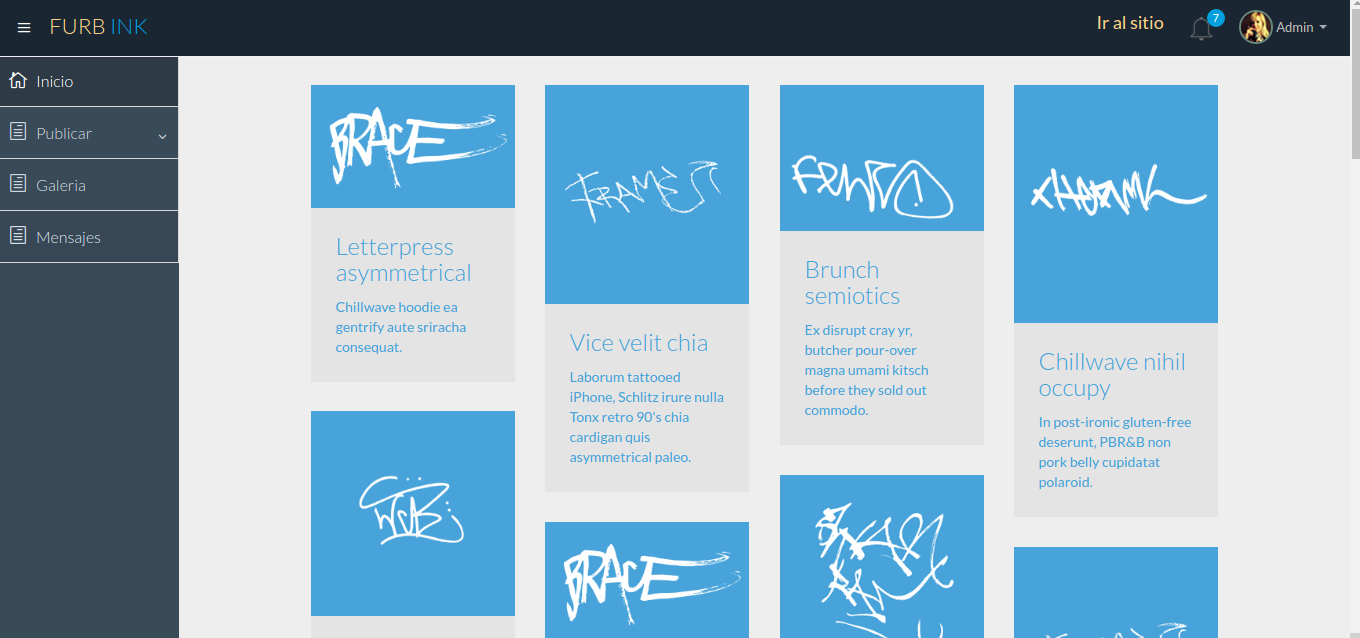 FURB INK
Ir al sitio
7
Admin
Inicio
Publicar
Galeria
Mensajes
BRACE
Letterpress
asymmetrical
Chillwave hoodie ea
gentrify aute sriracha
consequat.
Vice velit chia
Laborum tattooed
iPhone, Schlitz irure nulla
Tonx retro 90's chia
cardigan quis
asymmetrical paleo.
BRACE
Brunch
semiotics
Ex disrupt cray yr,
butcher pour-over
magna umami kitsch
before they sold out
commodo.
Chillwave nihil
occupy
In post-ironic gluten-free
deserunt, PBR&B non
pork belly cupidatat
polaroid.